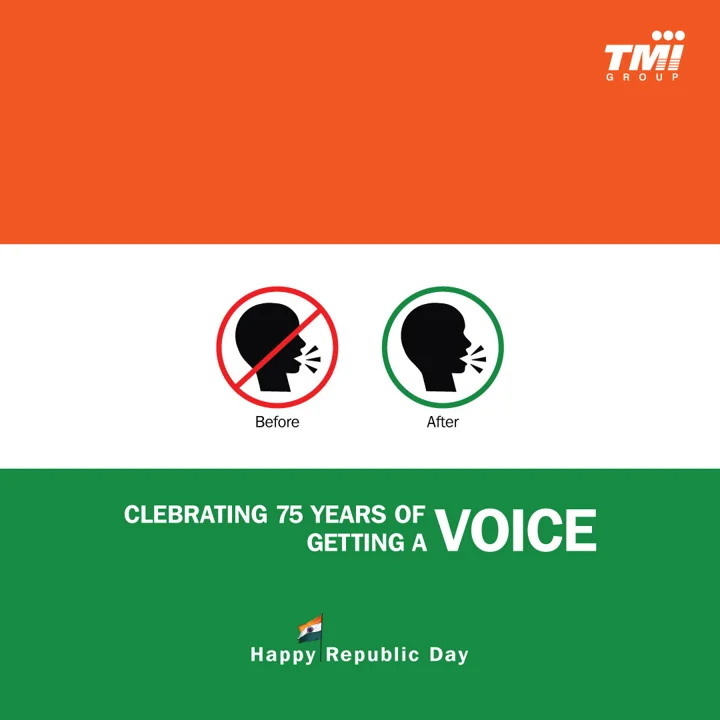 TMI
GROUP
Before
After
CLEBRATING 75 YEARS OF
GETTING A VOICE
Happy Republic Day